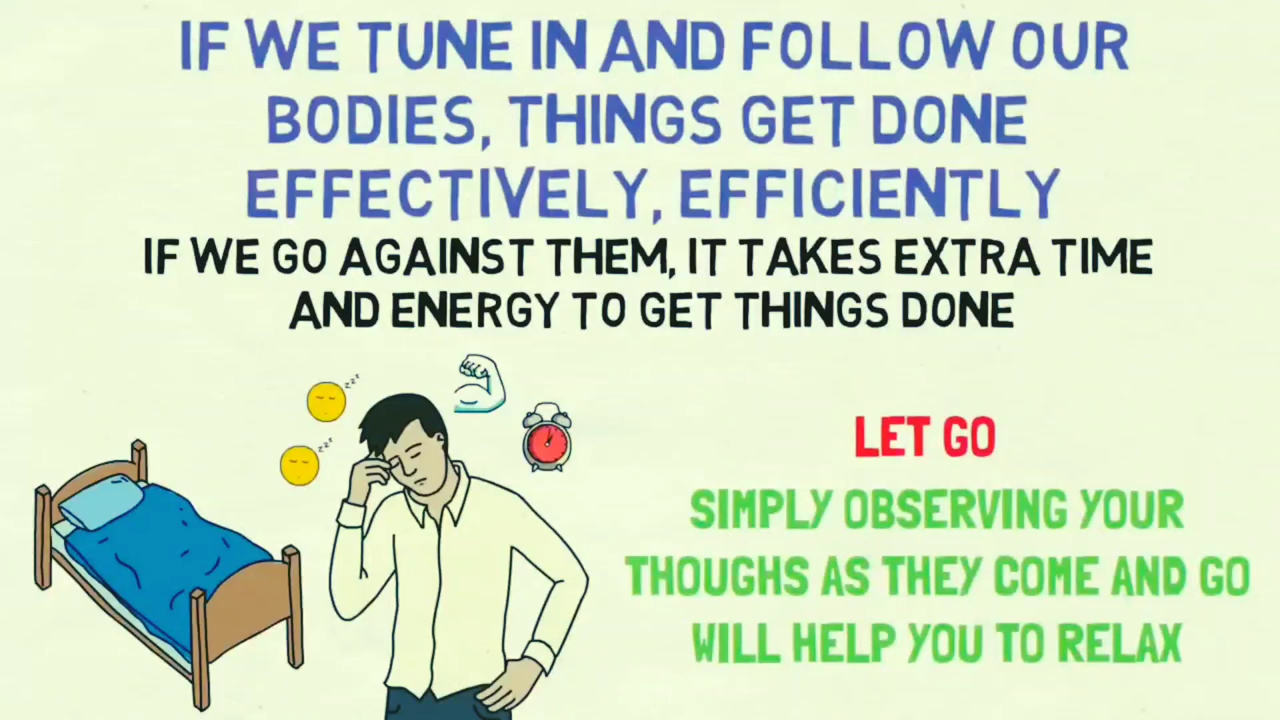 IF WE TUNE IN AND FOLLOW OUR
BODIES, THINGS GET DONE
EFFECTIVELY, EFFICIENTLY
IF WE GO AGAINST THEM, IT TAKES EXTRA TIME
AND ENERGY TO GET THINGS DONE
zzz
zzz
LET GO
SIMPLY OBSERVING YOUR
THOUGHS AS THEY COME AND GO
WILL HELP YOU TO RELAX